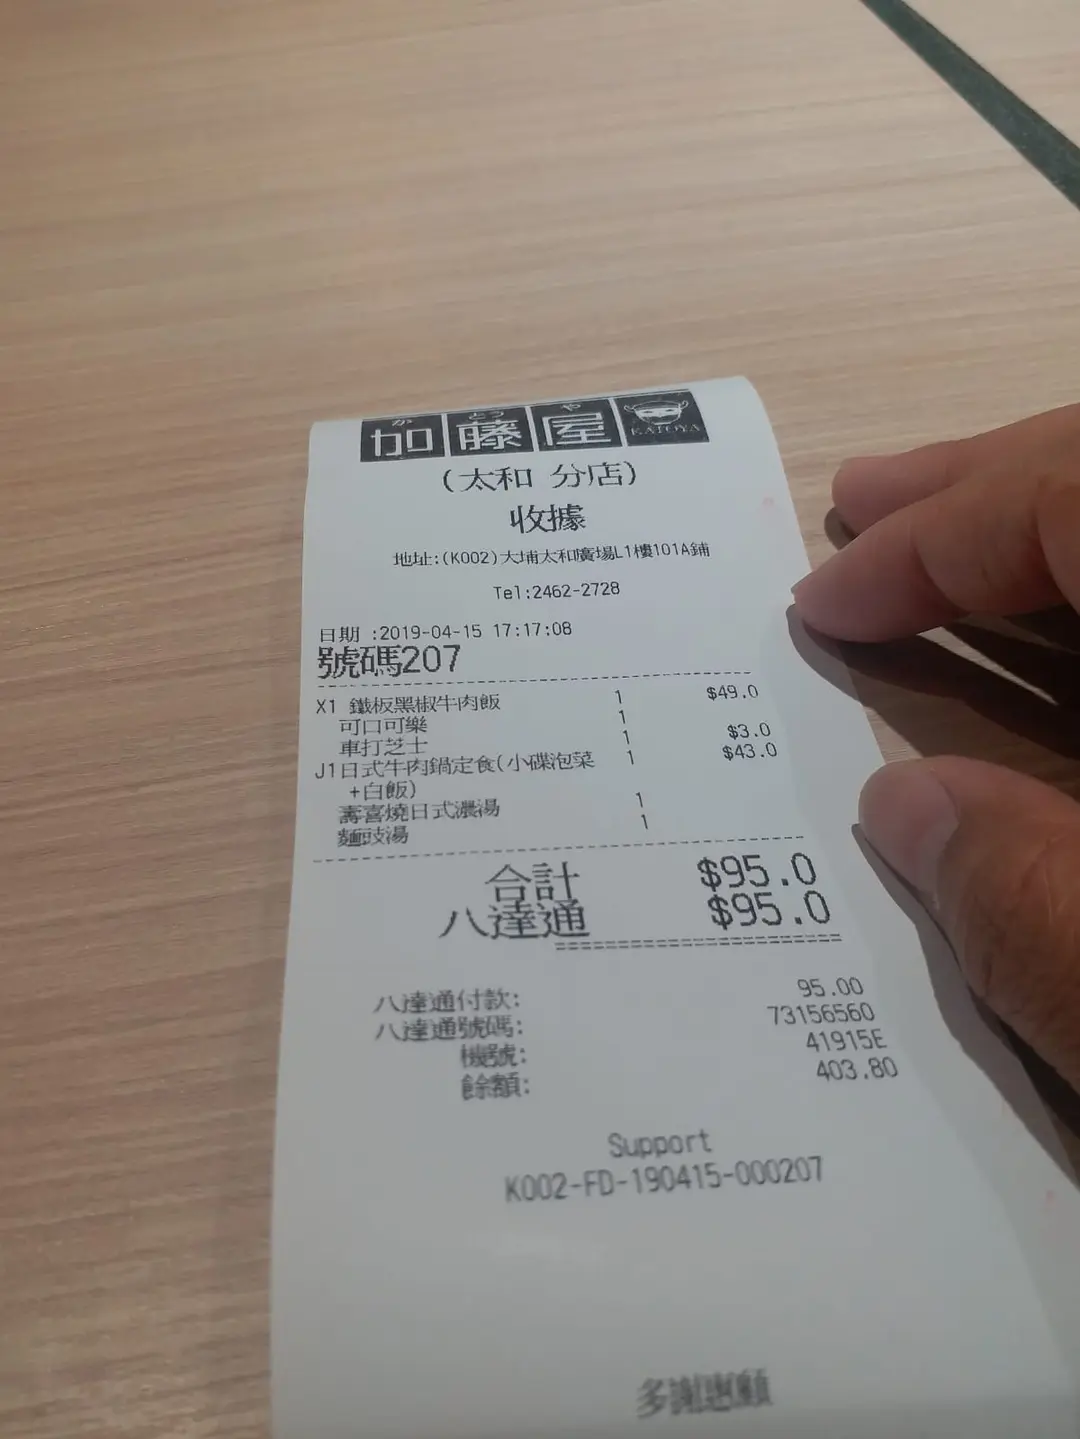 かとうや
加藤屋 KATOYA
(太和 分店)
收據
地址:(K002)大埔太和廣場L1樓101A鋪
Tel:2462-2728
日期 :2019-04-15 17:17:08
號碼207
X1 鐵板黑椒牛肉飯 1 $49.0
可口可樂 1
車打芝士 1 $3.0
J1日式牛肉鍋定食(小碟泡菜 1 $43.0
+白飯)
壽喜燒日式濃湯 1
麵豉湯 1
合計 $95.0
八達通 $95.0
八達通付款: 95.00
八達通號碼: 73156560
機號: 41915E
餘額: 403.80
Support
K002-FD-190415-000207
多謝惠顧